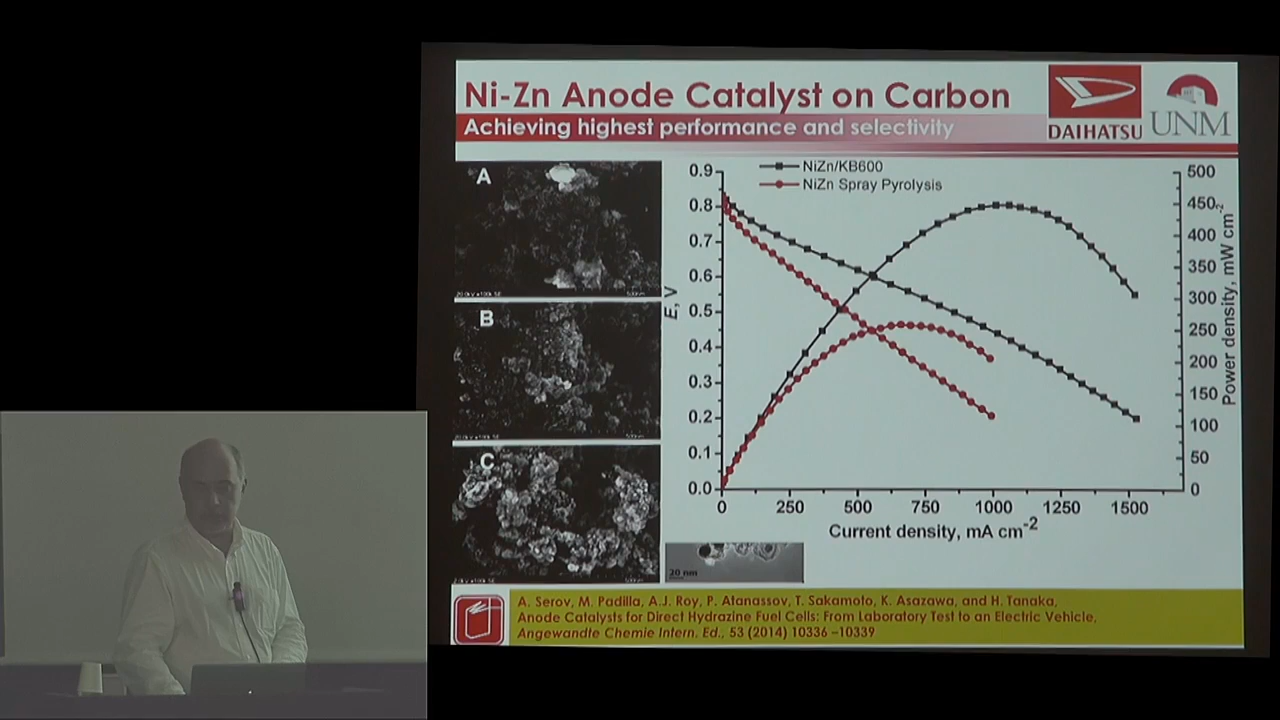 Ni-Zn Anode Catalyst on Carbon
Achieving highest performance and selectivity
DAIHATSU
UNM
A
B
C
500nm
500nm
500nm
NiZn/KB600
NiZn Spray Pyrolysis
0.9
0.8
0.7
0.6
0.5
0.4
0.3
0.2
0.1
0.0
E, V
500
450
400
350
300
250
200
150
100
50
0
Power density, mW cm-2
0 250 500 750 1000 1250 1500
Current density, mA cm-2
20 nm
A. Serov, M. Padilla, A.J. Roy, P. Atanassov, T. Sakamoto, K. Asazawa, and H. Tanaka,
Anode Catalysts for Direct Hydrazine Fuel Cells: From Laboratory Test to an Electric Vehicle,
Angewandte Chemie Intern. Ed., 53 (2014) 10336 –10339